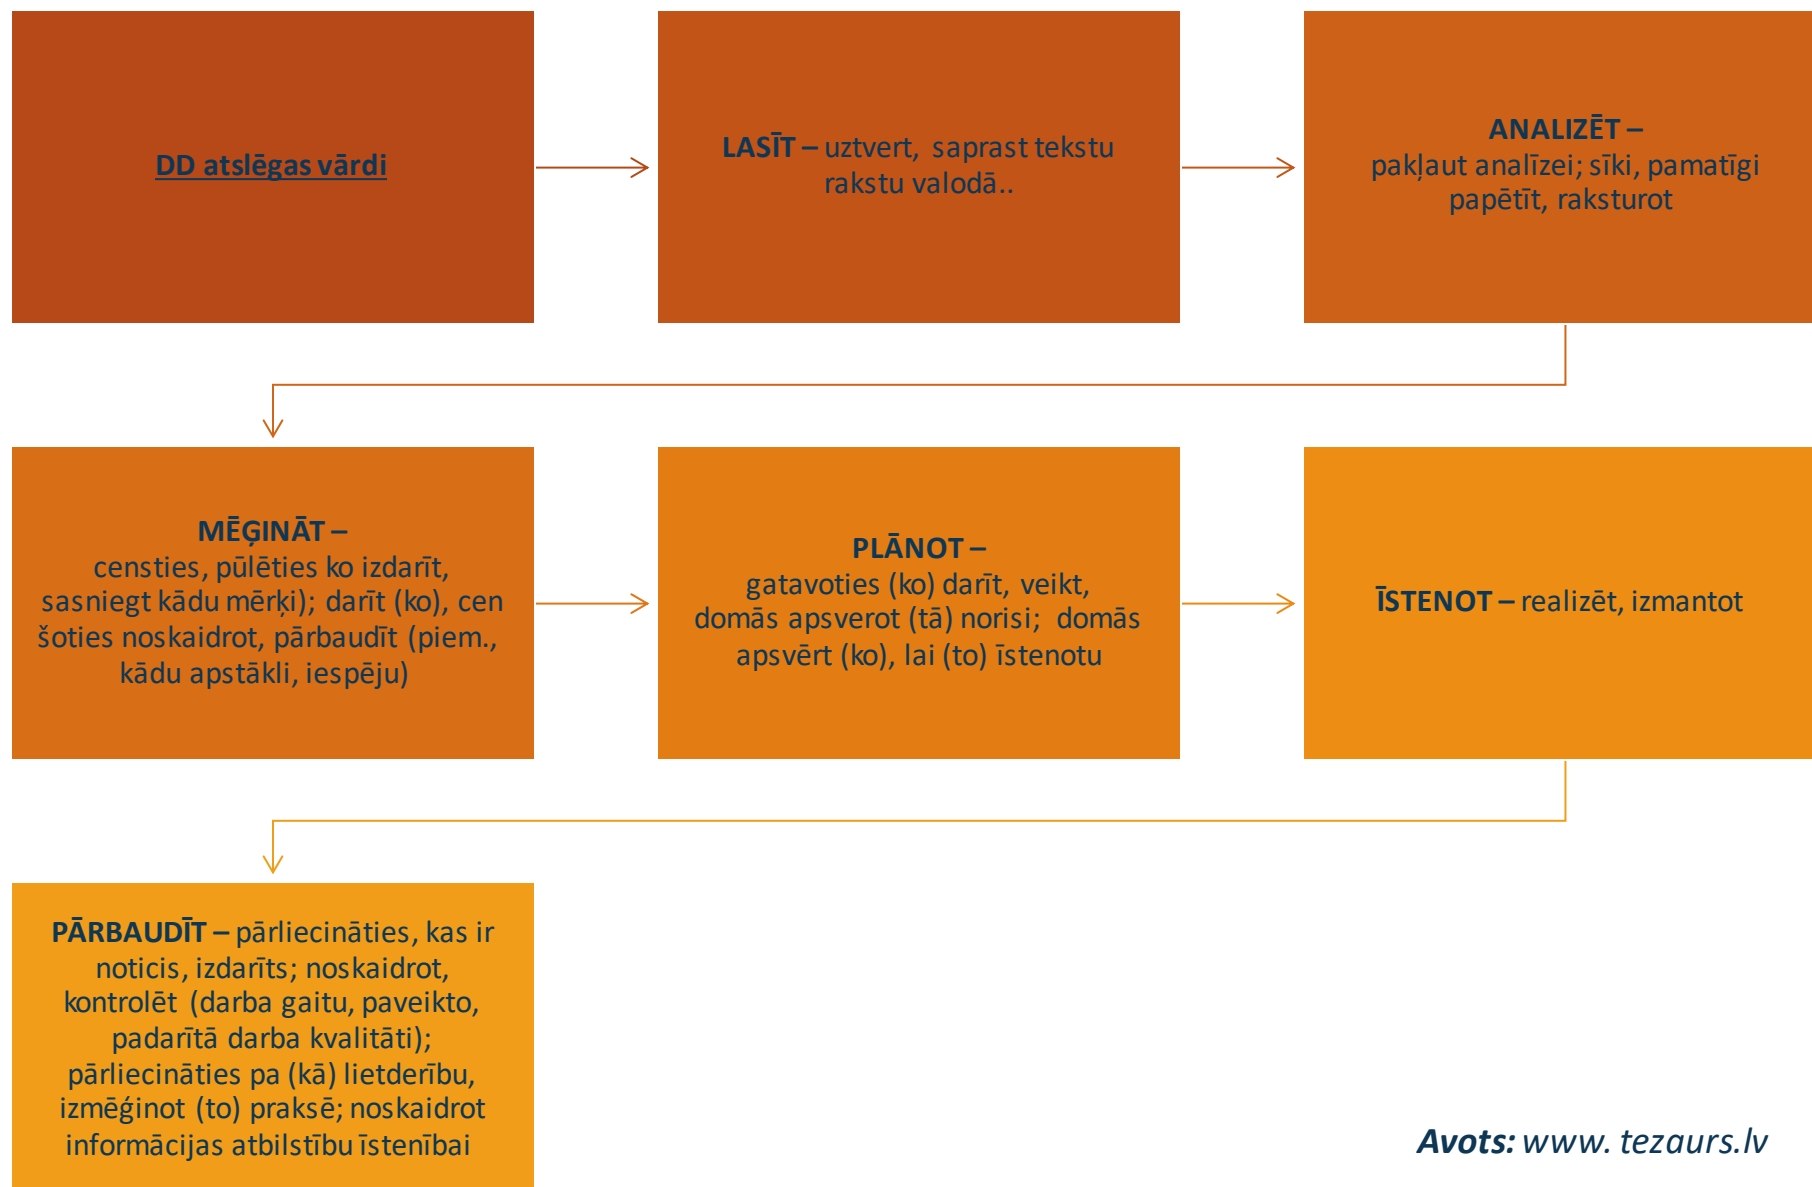 DD atslēgas vārdi
LASĪT – uztvert, saprast tekstu
rakstu valodā..
ANALIZĒT –
pakļaut analīzei; sīki, pamatīgi
papētīt, raksturot
MĒĢINĀT –
censties, pūlēties ko izdarīt,
sasniegt kādu mērķi); darīt (ko), cen
šoties noskaidrot, pārbaudīt (piem.,
kādu apstākli, iespēju)
PLĀNOT –
gatavoties (ko) darīt, veikt,
domās apsverot (tā) norisi; domās
apsvērt (ko), lai (to) īstenotu
ĪSTENOT – realizēt, izmantot
PĀRBAUDĪT – pārliecināties, kas ir
noticis, izdarīts; noskaidrot,
kontrolēt (darba gaitu, paveikto,
padarītā darba kvalitāti);
pārliecināties pa (kā) lietderību,
izmēģinot (to) praksē; noskaidrot
informācijas atbilstību īstenībai
Avots: www. tezaurs.lv